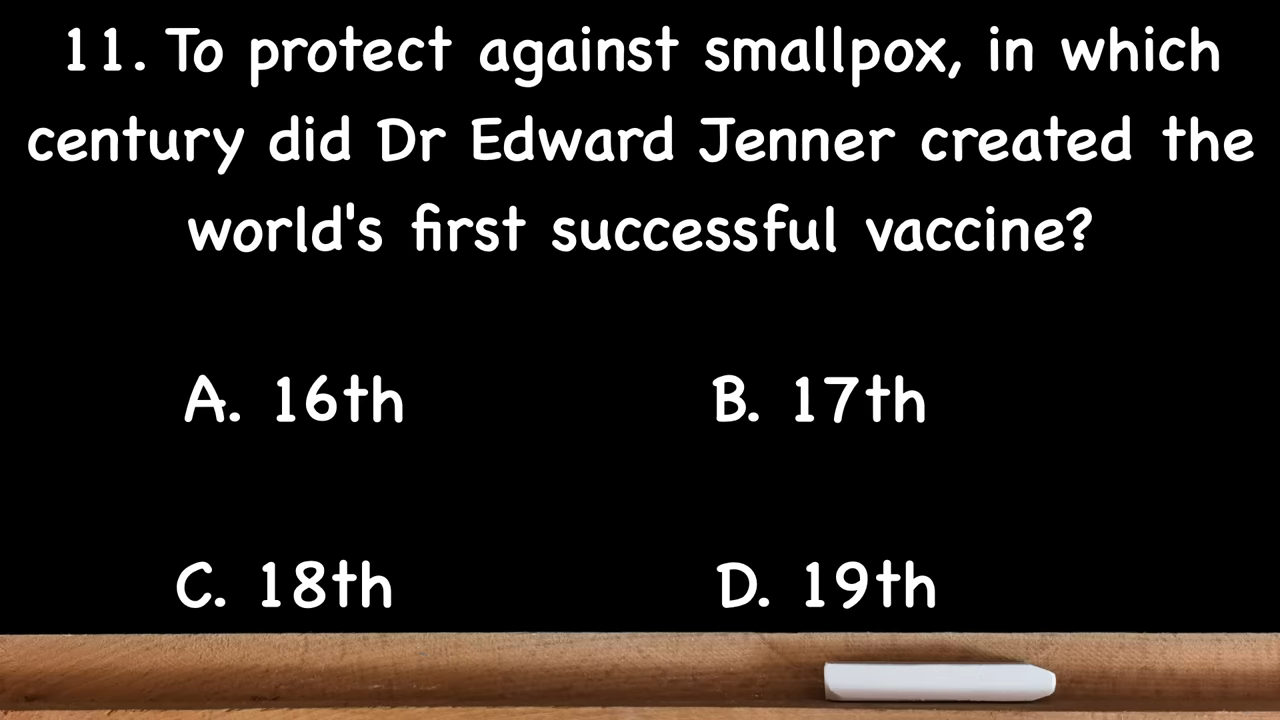 11. To protect against smallpox, in which
century did Dr Edward Jenner created the
world's first successful vaccine?
A. 16th B. 17th
C. 18th D. 19th